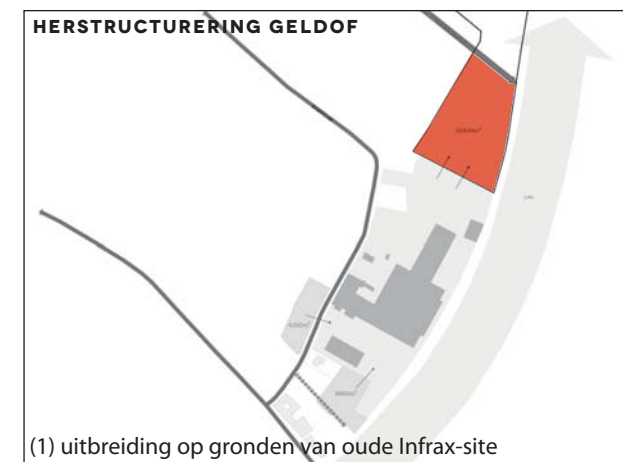 HERSTRUCTURERING GELDOF
(1) uitbreiding op gronden van oude Infrax-site